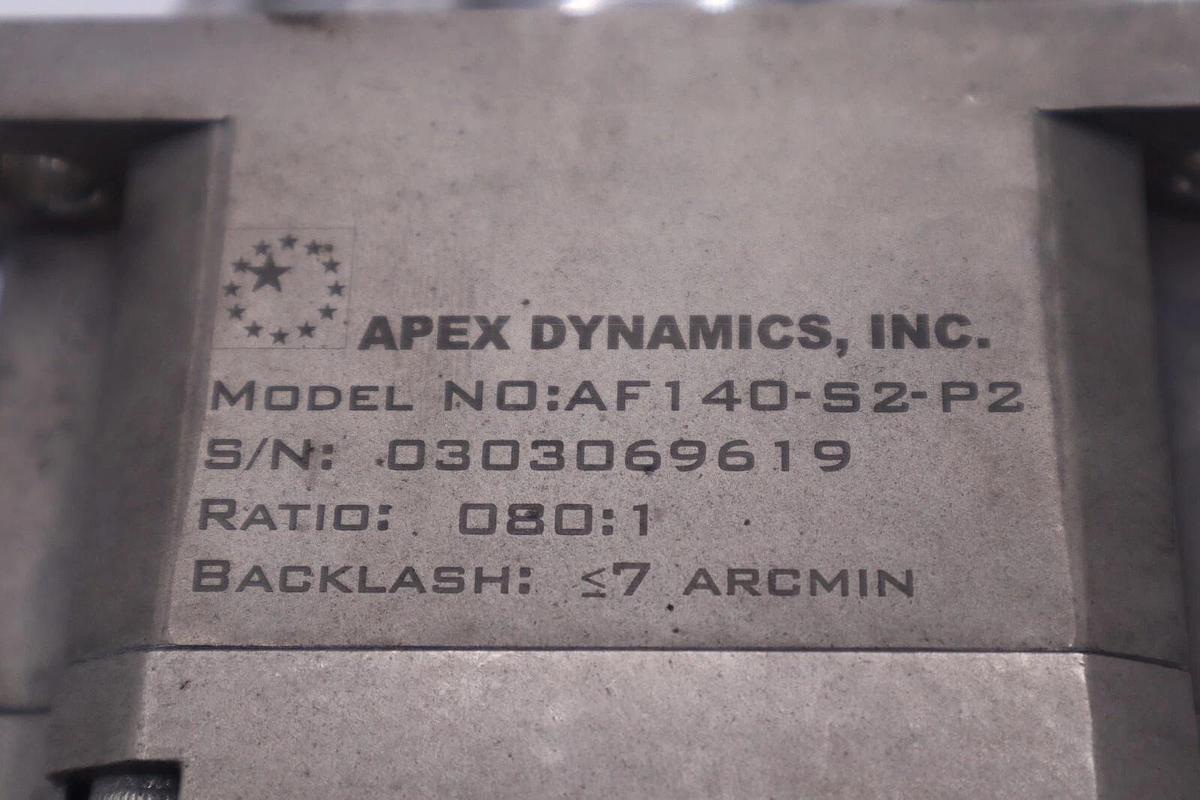 APEX DYNAMICS, INC.
MODEL NO:AF140-S2-P2
S/N: 0303069619
RATIO: 080:1
BACKLASH: ≤7 ARCMIN